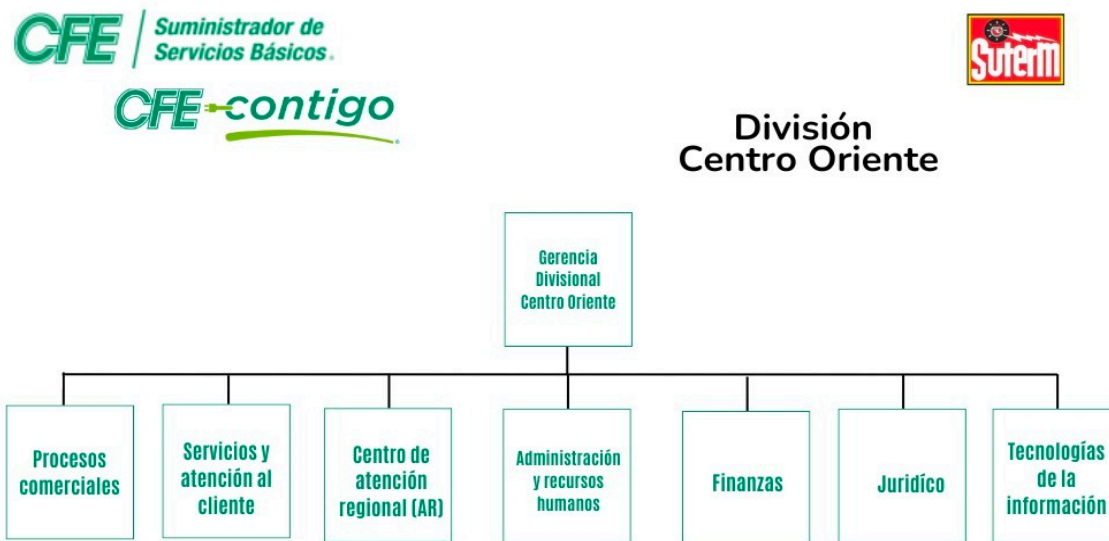 CFE
Suministrador de
Servicios Básicos®
Suterm
CFE contigo
División
Centro Oriente
Gerencia
Divisional
Centro Oriente
Procesos
comerciales
Servicios y
atención al
cliente
Centro de
atención
regional (AR)
Administración
y recursos
humanos
Finanzas
Juridíco
Tecnologías
de la
información